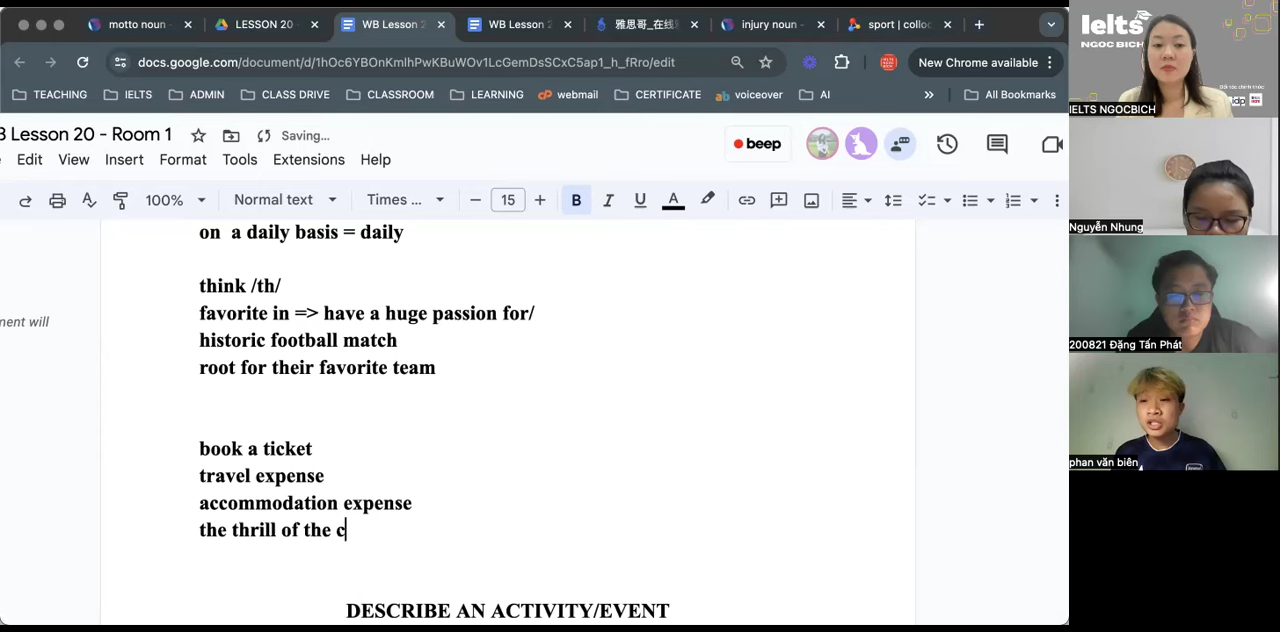 motto noun
LESSON 20
WB Lesson 2
WB Lesson 2
雅思哥_在线
injury noun
sport | colloc
docs.google.com/document/d/1hOc6YBOnKmlhPwKBuWOv1LcGemDsSCxC5ap1_h_fRro/edit
New Chrome available
TEACHING
IELTS
ADMIN
CLASS DRIVE
CLASSROOM
LEARNING
webmail
CERTIFICATE
voiceover
AI
»
All Bookmarks
B Lesson 20 - Room 1
Saving...
Edit View Insert Format Tools Extensions Help
beep
100%
Normal text
Times ...
15
B I U A
ment will
on a daily basis = daily
think /th/
favorite in => have a huge passion for/
historic football match
root for their favorite team
book a ticket
travel expense
accommodation expense
the thrill of the c
DESCRIBE AN ACTIVITY/EVENT
Ielts
NGOC BICH
Đối tác chính thức
idp
IELTS NGOCBICH
Nguyễn Nhung
200821 Đặng Tấn Phát
phan văn biên